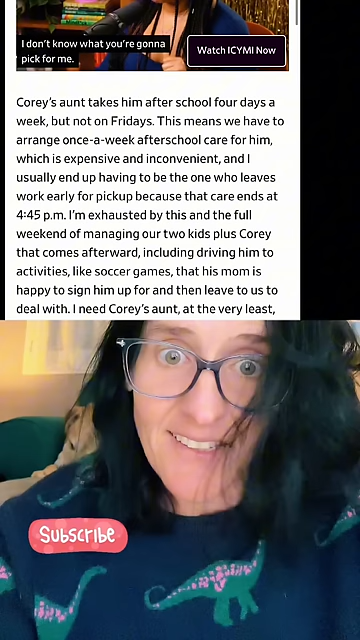 I don't know what you're gonna
pick for me.
Watch ICYMI Now
Corey's aunt takes him after school four days a
week, but not on Fridays. This means we have to
arrange once-a-week afterschool care for him,
which is expensive and inconvenient, and I
usually end up having to be the one who leaves
work early for pickup because that care ends at
4:45 p.m. I'm exhausted by this and the full
weekend of managing our two kids plus Corey
that comes afterward, including driving him to
activities, like soccer games, that his mom is
happy to sign him up for and then leave to us to
deal with. I need Corey's aunt, at the very least,
Subscribe